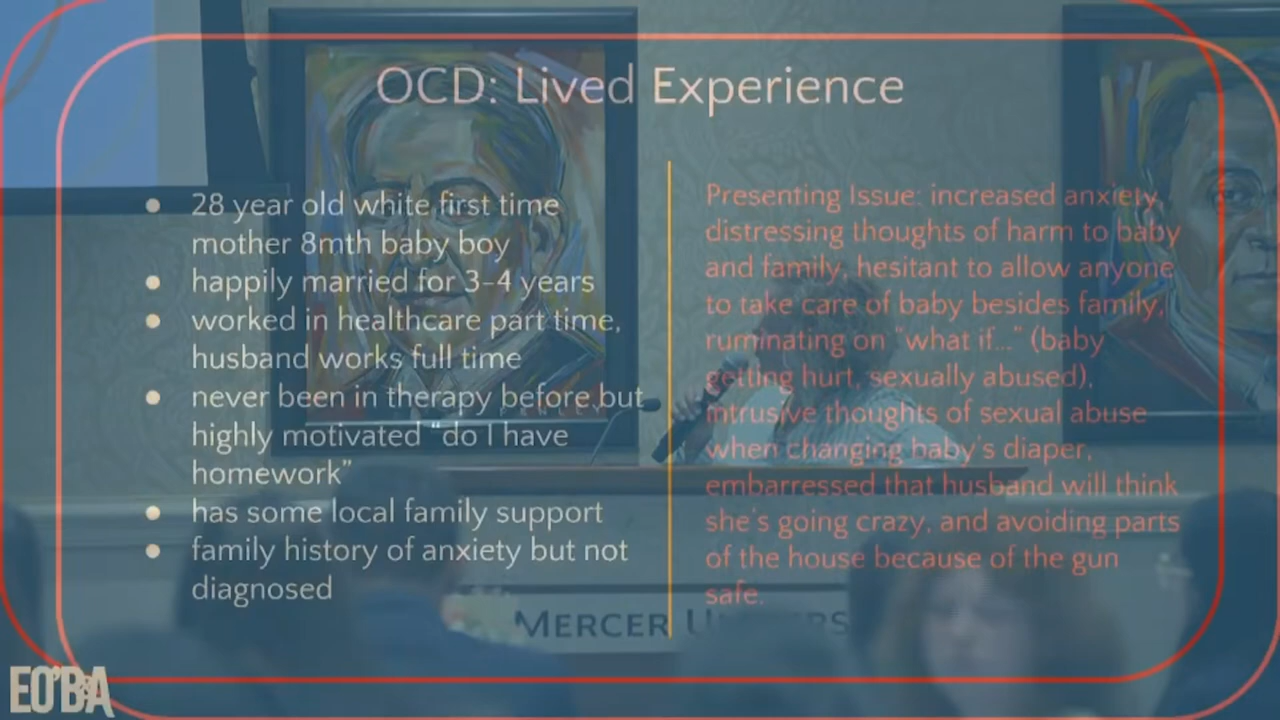 OCD: Lived Experience
● 28 year old white first time
mother 8mth baby boy
● happily married for 3-4 years
● worked in healthcare part time,
husband works full time
● never been in therapy before but
highly motivated "do I have
homework"
● has some local family support
● family history of anxiety but not
diagnosed
Presenting Issue: increased anxiety,
distressing thoughts of harm to baby
and family, hesitant to allow anyone
to take care of baby besides family,
ruminating on "what if..." (baby
getting hurt, sexually abused),
intrusive thoughts of sexual abuse
when changing baby's diaper,
embarressed that husband will think
she's going crazy, and avoiding parts
of the house because of the gun
safe.
MERCER